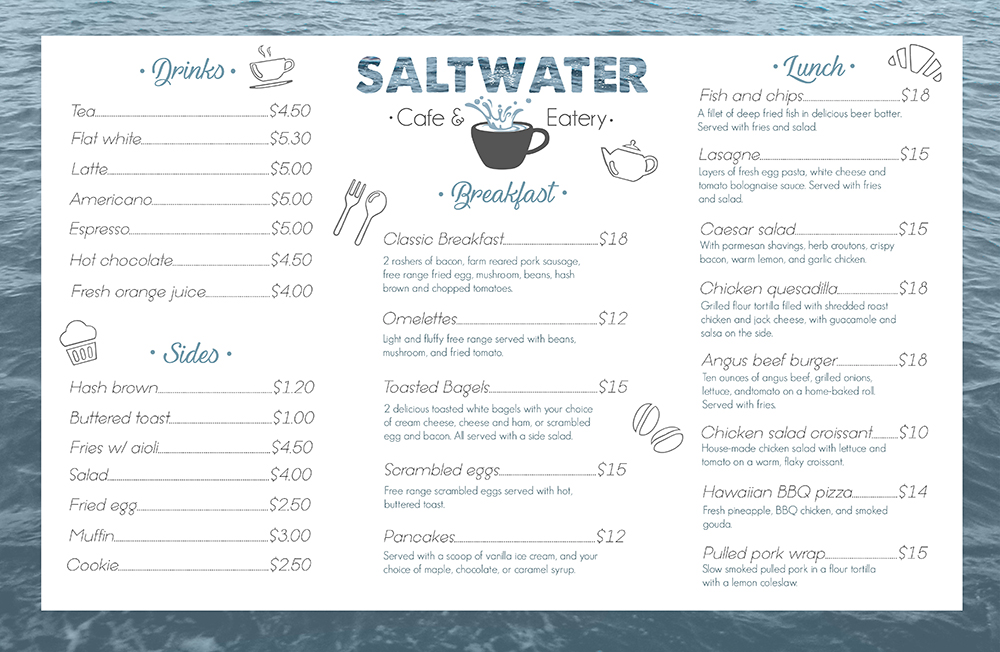 SALTWATER
• Cafe & Eatery •
• Drinks •
Tea $4.50
Flat white $5.30
Latte $5.00
Americano $5.00
Espresso $5.00
Hot chocolate $4.50
Fresh orange juice $4.00
• Sides •
Hash brown $1.20
Buttered toast $1.00
Fries w/ aioli $4.50
Salad $4.00
Fried egg $2.50
Muffin $3.00
Cookie $2.50
• Breakfast •
Classic Breakfast $18
2 rashers of bacon, farm reared pork sausage,
free range fried egg, mushroom, beans, hash
brown and chopped tomatoes.
Omelettes $12
Light and fluffy free range served with beans,
mushroom, and fried tomato.
Toasted Bagels $15
2 delicious toasted white bagels with your choice
of cream cheese, cheese and ham, or scrambled
egg and bacon. All served with a side salad.
Scrambled eggs $15
Free range scrambled eggs served with hot,
buttered toast.
Pancakes $12
Served with a scoop of vanilla ice cream, and your
choice of maple, chocolate, or caramel syrup.
• Lunch •
Fish and chips $18
A fillet of deep fried fish in delicious beer batter.
Served with fries and salad.
Lasagne $15
Layers of fresh egg pasta, white cheese and
tomato bolognaise sauce. Served with fries
and salad.
Caesar salad $15
With parmesan shavings, herb croutons, crispy
bacon, warm lemon, and garlic chicken.
Chicken quesadilla $18
Grilled flour tortilla filled with shredded roast
chicken and jack cheese, with guacamole and
salsa on the side.
Angus beef burger $18
Ten ounces of angus beef, grilled onions,
lettuce, andtomato on a home-baked roll.
Served with fries.
Chicken salad croissant $10
House-made chicken salad with lettuce and
tomato on a warm, flaky croissant.
Hawaiian BBQ pizza $14
Fresh pineapple, BBQ chicken, and smoked
gouda.
Pulled pork wrap $15
Slow smoked pulled pork in a flour tortilla
with a lemon coleslaw.